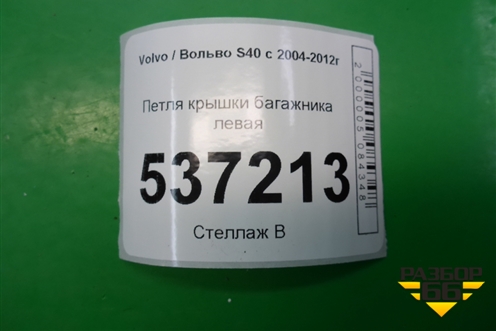 Volvo / Вольво S40 с 2004-2012г
Петля крышки багажника
левая
537213
Стеллаж В
2000005084348
РАЗБОР
66